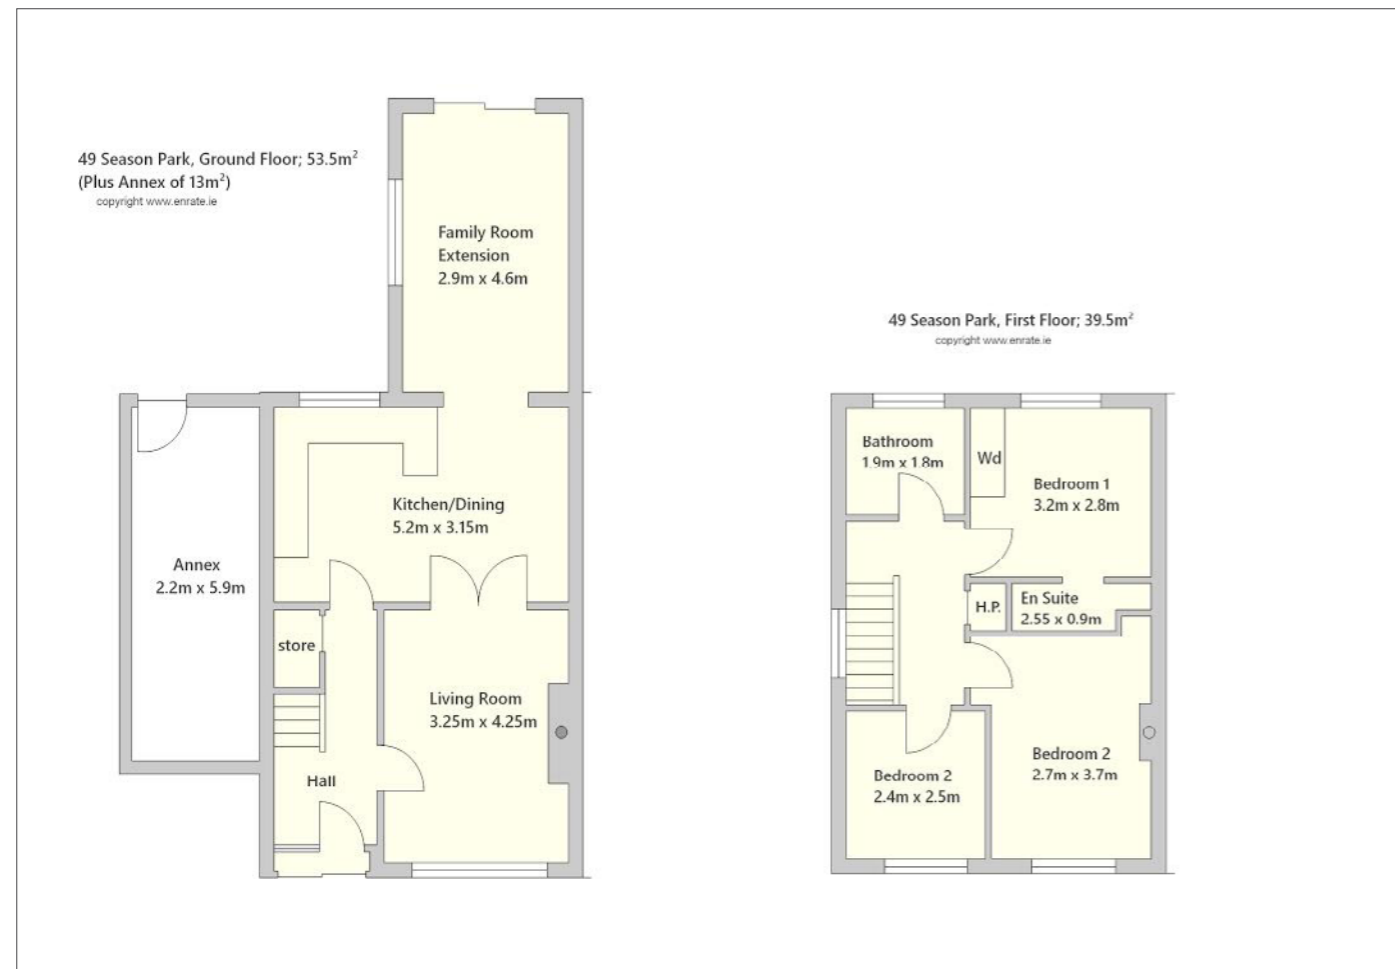 49 Season Park, Ground Floor; 53.5m²
(Plus Annex of 13m²)
copyright www.enrate.ie
Family Room
Extension
2.9m x 4.6m
Kitchen/Dining
5.2m x 3.15m
Annex
2.2m x 5.9m
store
Living Room
3.25m x 4.25m
Hall
49 Season Park, First Floor; 39.5m²
copyright www.enrate.ie
Bathroom
1.9m x 1.8m
Wd
Bedroom 1
3.2m x 2.8m
H.P.
En Suite
2.55 x 0.9m
Bedroom 2
2.7m x 3.7m
Bedroom 2
2.4m x 2.5m